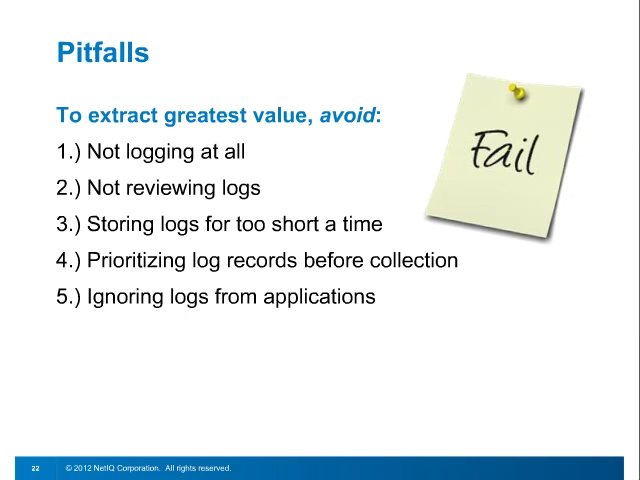 Pitfalls
To extract greatest value, avoid:
1.) Not logging at all
2.) Not reviewing logs
3.) Storing logs for too short a time
4.) Prioritizing log records before collection
5.) Ignoring logs from applications
Fail
22 © 2012 NetIQ Corporation. All rights reserved.